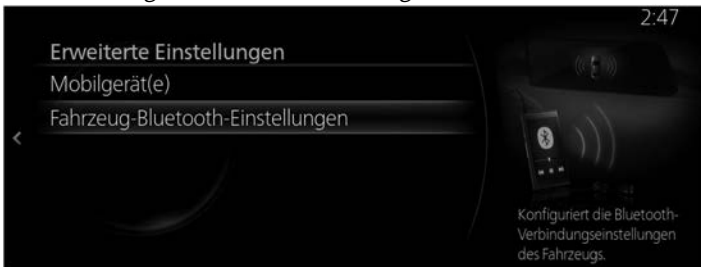 2:47
Erweiterte Einstellungen
Mobilgerät(e)
Fahrzeug-Bluetooth-Einstellungen
Konfiguriert die Bluetooth-
Verbindungseinstellungen
des Fahrzeugs.